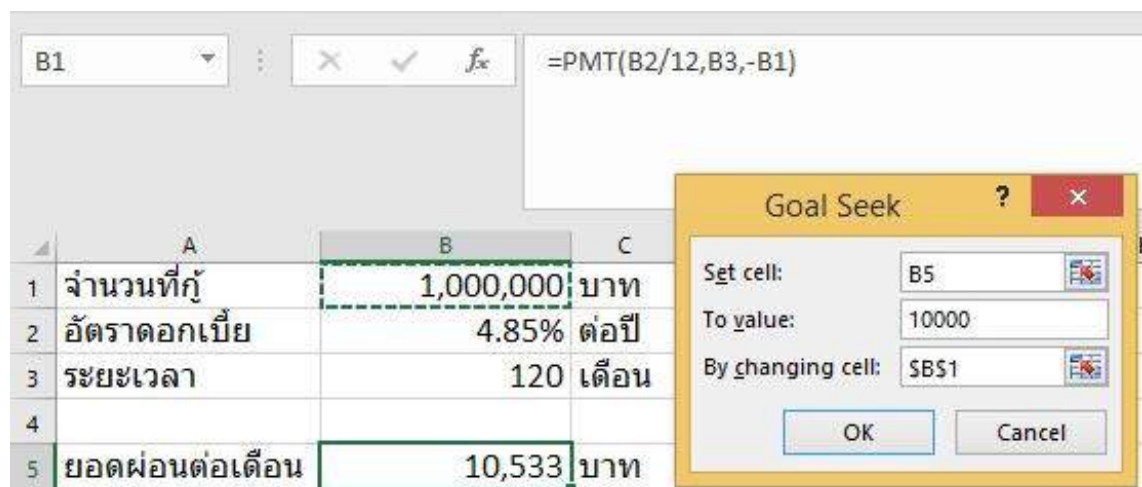 B1 fx =PMT(B2/12,B3,-B1)
Goal Seek ? ×
A B C
Set cell: B5
To value: 10000
By changing cell: $B$1
OK Cancel
1 จำนวนที่กู้ 1,000,000 บาท
2 อัตราดอกเบี้ย 4.85% ต่อปี
3 ระยะเวลา 120 เดือน
4
5 ยอดผ่อนต่อเดือน 10,533 บาท